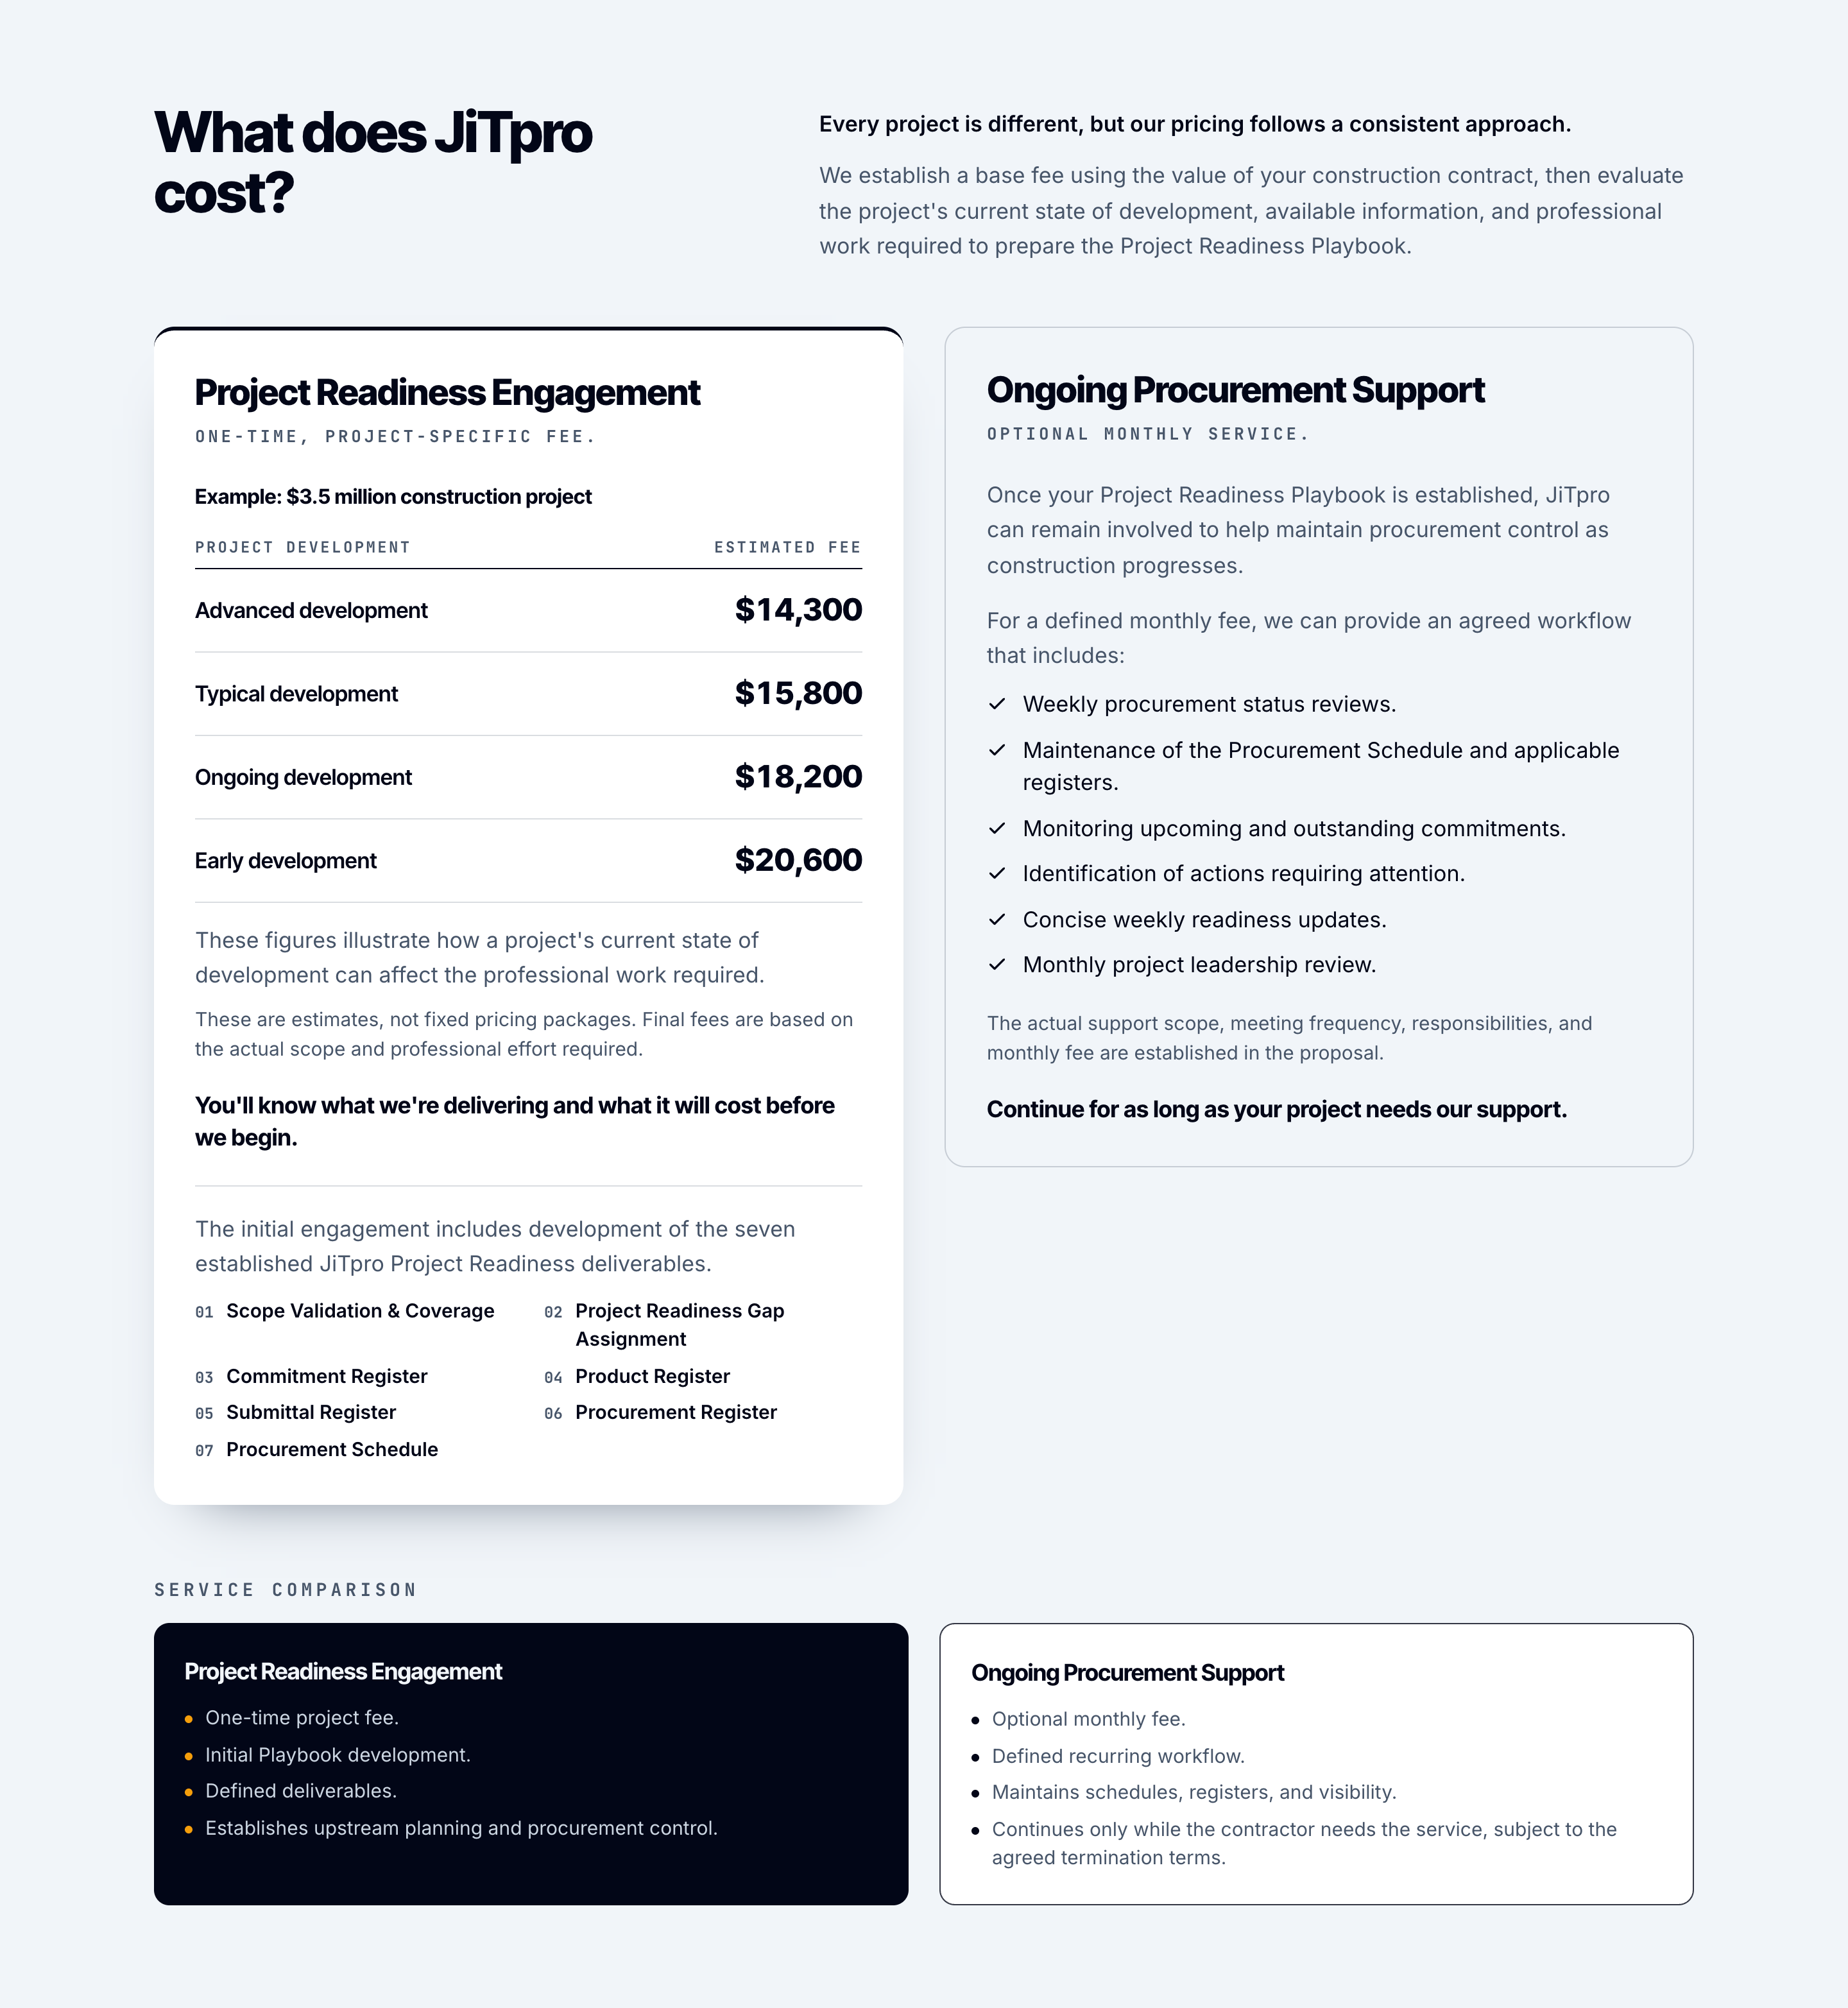 What does JiTpro
cost?
Every project is different, but our pricing follows a consistent approach.
We establish a base fee using the value of your construction contract, then evaluate
the project's current state of development, available information, and professional
work required to prepare the Project Readiness Playbook.
Project Readiness Engagement
ONE-TIME, PROJECT-SPECIFIC FEE.
Example: $3.5 million construction project
PROJECT DEVELOPMENT ESTIMATED FEE
Advanced development $14,300
Typical development $15,800
Ongoing development $18,200
Early development $20,600
These figures illustrate how a project's current state of
development can affect the professional work required.
These are estimates, not fixed pricing packages. Final fees are based on
the actual scope and professional effort required.
You'll know what we're delivering and what it will cost before
we begin.
The initial engagement includes development of the seven
established JiTpro Project Readiness deliverables.
01 Scope Validation & Coverage
02 Project Readiness Gap
Assignment
03 Commitment Register
04 Product Register
05 Submittal Register
06 Procurement Register
07 Procurement Schedule
Ongoing Procurement Support
OPTIONAL MONTHLY SERVICE.
Once your Project Readiness Playbook is established, JiTpro
can remain involved to help maintain procurement control as
construction progresses.
For a defined monthly fee, we can provide an agreed workflow
that includes:
Weekly procurement status reviews.
Maintenance of the Procurement Schedule and applicable
registers.
Monitoring upcoming and outstanding commitments.
Identification of actions requiring attention.
Concise weekly readiness updates.
Monthly project leadership review.
The actual support scope, meeting frequency, responsibilities, and
monthly fee are established in the proposal.
Continue for as long as your project needs our support.
SERVICE COMPARISON
Project Readiness Engagement
One-time project fee.
Initial Playbook development.
Defined deliverables.
Establishes upstream planning and procurement control.
Ongoing Procurement Support
Optional monthly fee.
Defined recurring workflow.
Maintains schedules, registers, and visibility.
Continues only while the contractor needs the service, subject to the
agreed termination terms.